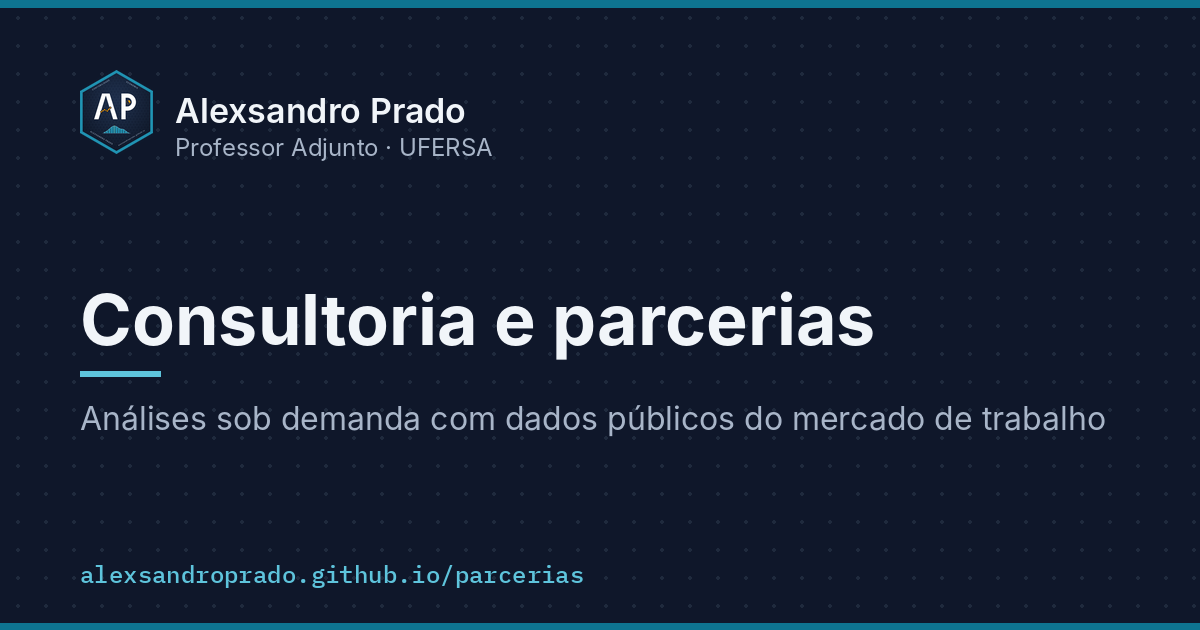 AP
Alexsandro Prado
Professor Adjunto · UFERSA
Consultoria e parcerias
Análises sob demanda com dados públicos do mercado de trabalho
alexsandroprado.github.io/parcerias